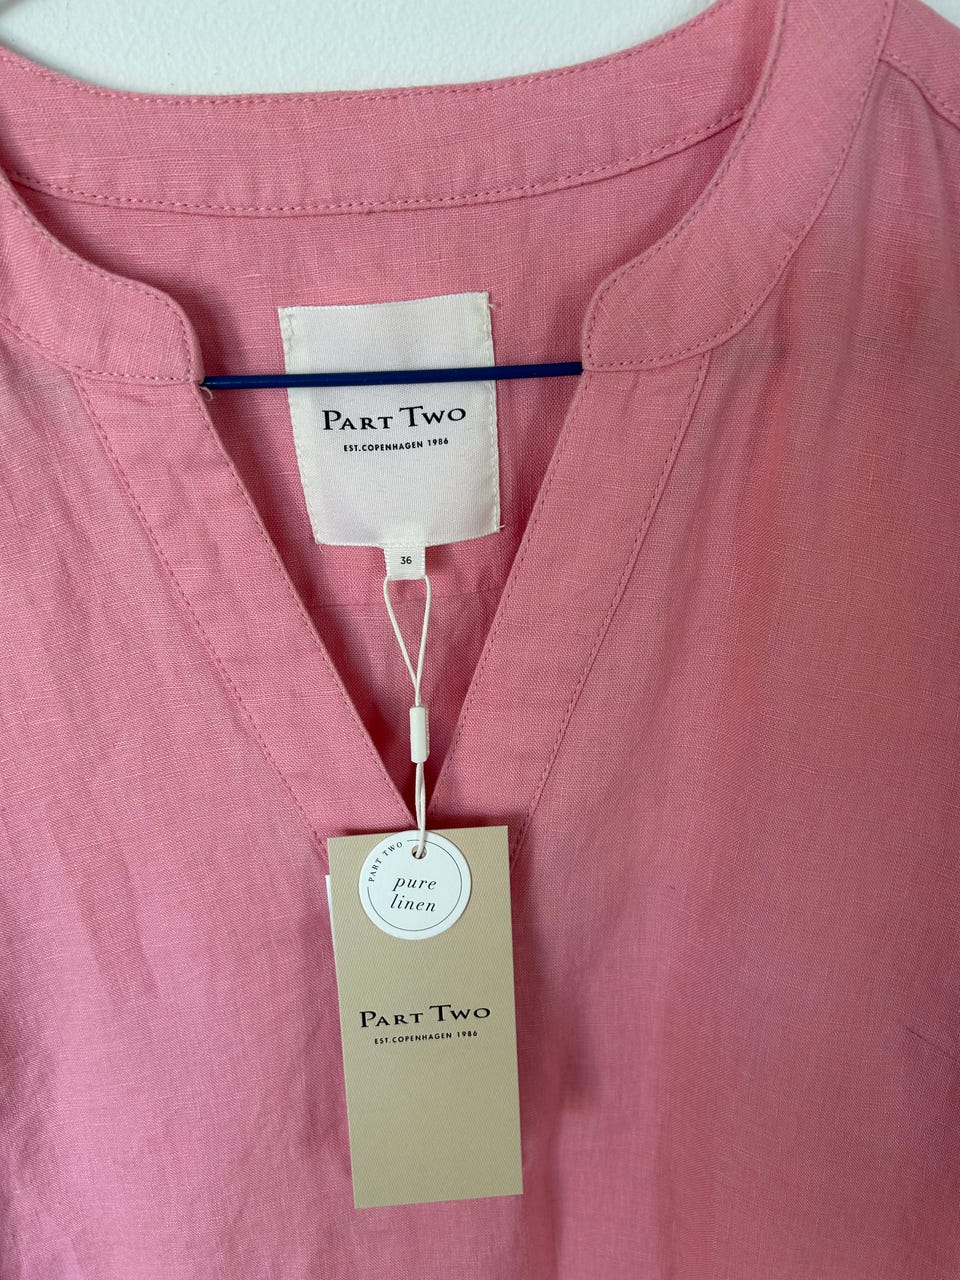 PART TWO
EST.COPENHAGEN 1986
36
PART TWO
pure
linen
PART TWO
EST.COPENHAGEN 1986